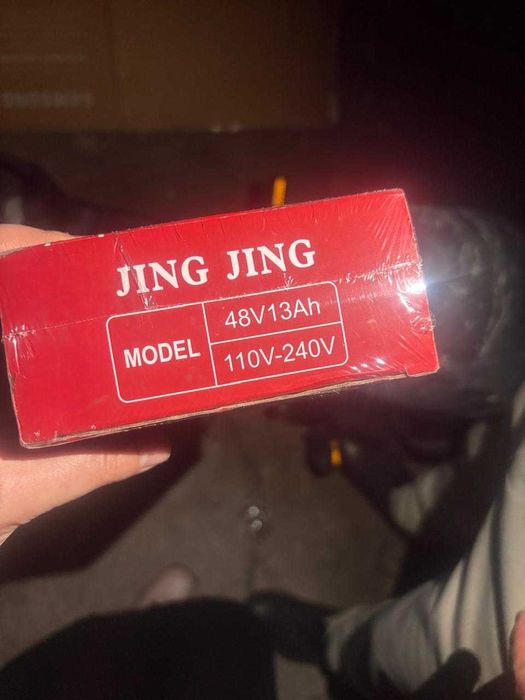 JING JING
MODEL
48V13Ah
110V-240V